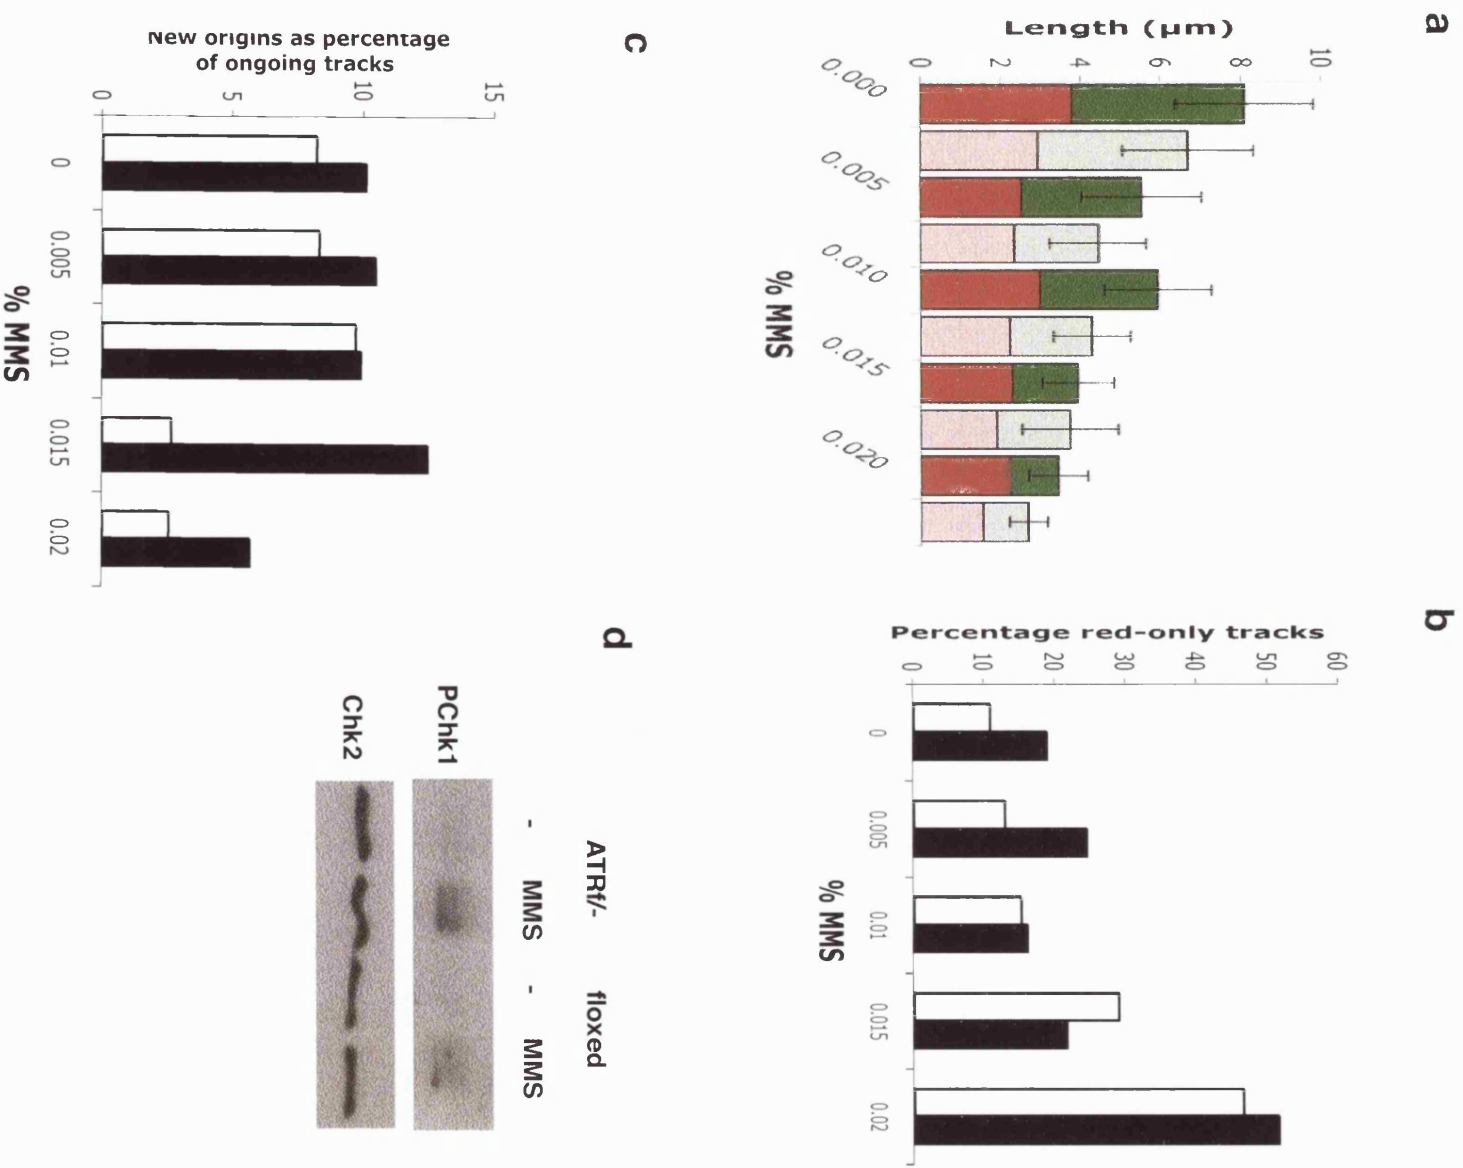 a
Length (µm)
10
8
6
4
2
0
0.000
0.005
0.010
0.015
0.020
% MMS
b
Percentage red-only tracks
60
50
40
30
20
10
0
0
0.005
0.01
0.015
0.02
% MMS
c
New origins as percentage
of ongoing tracks
15
10
5
0
0
0.005
0.01
0.015
0.02
% MMS
d
ATRf/- floxed
- MMS - MMS
PChk1
Chk2